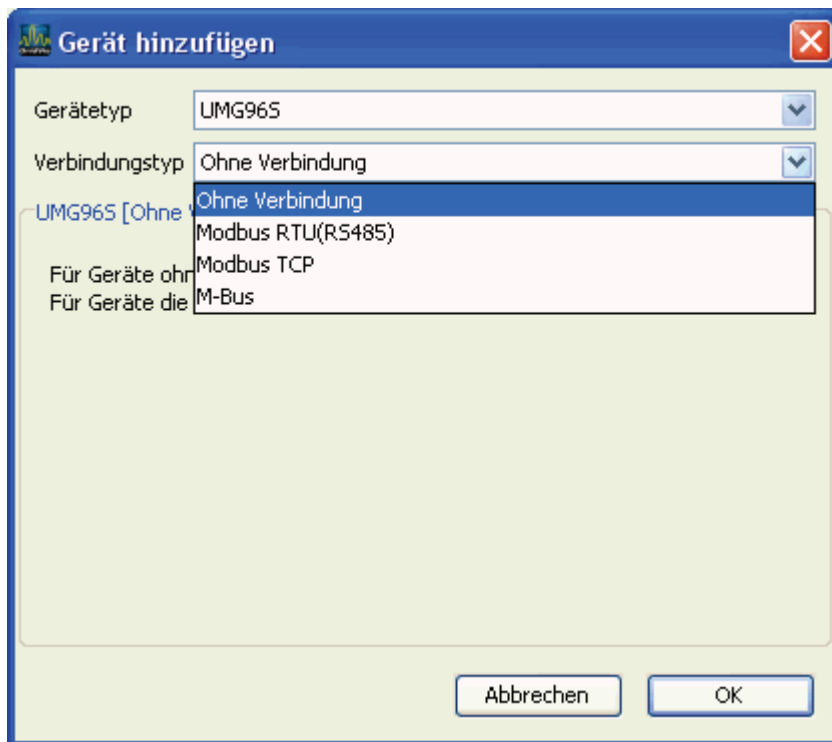 Gerät hinzufügen
Gerätetyp UMG96S
Verbindungstyp Ohne Verbindung
Ohne Verbindung
UMG96S [Ohne
Modbus RTU(RS485)
Modbus TCP
Für Geräte
M-Bus
Für Geräte die
Abbrechen OK